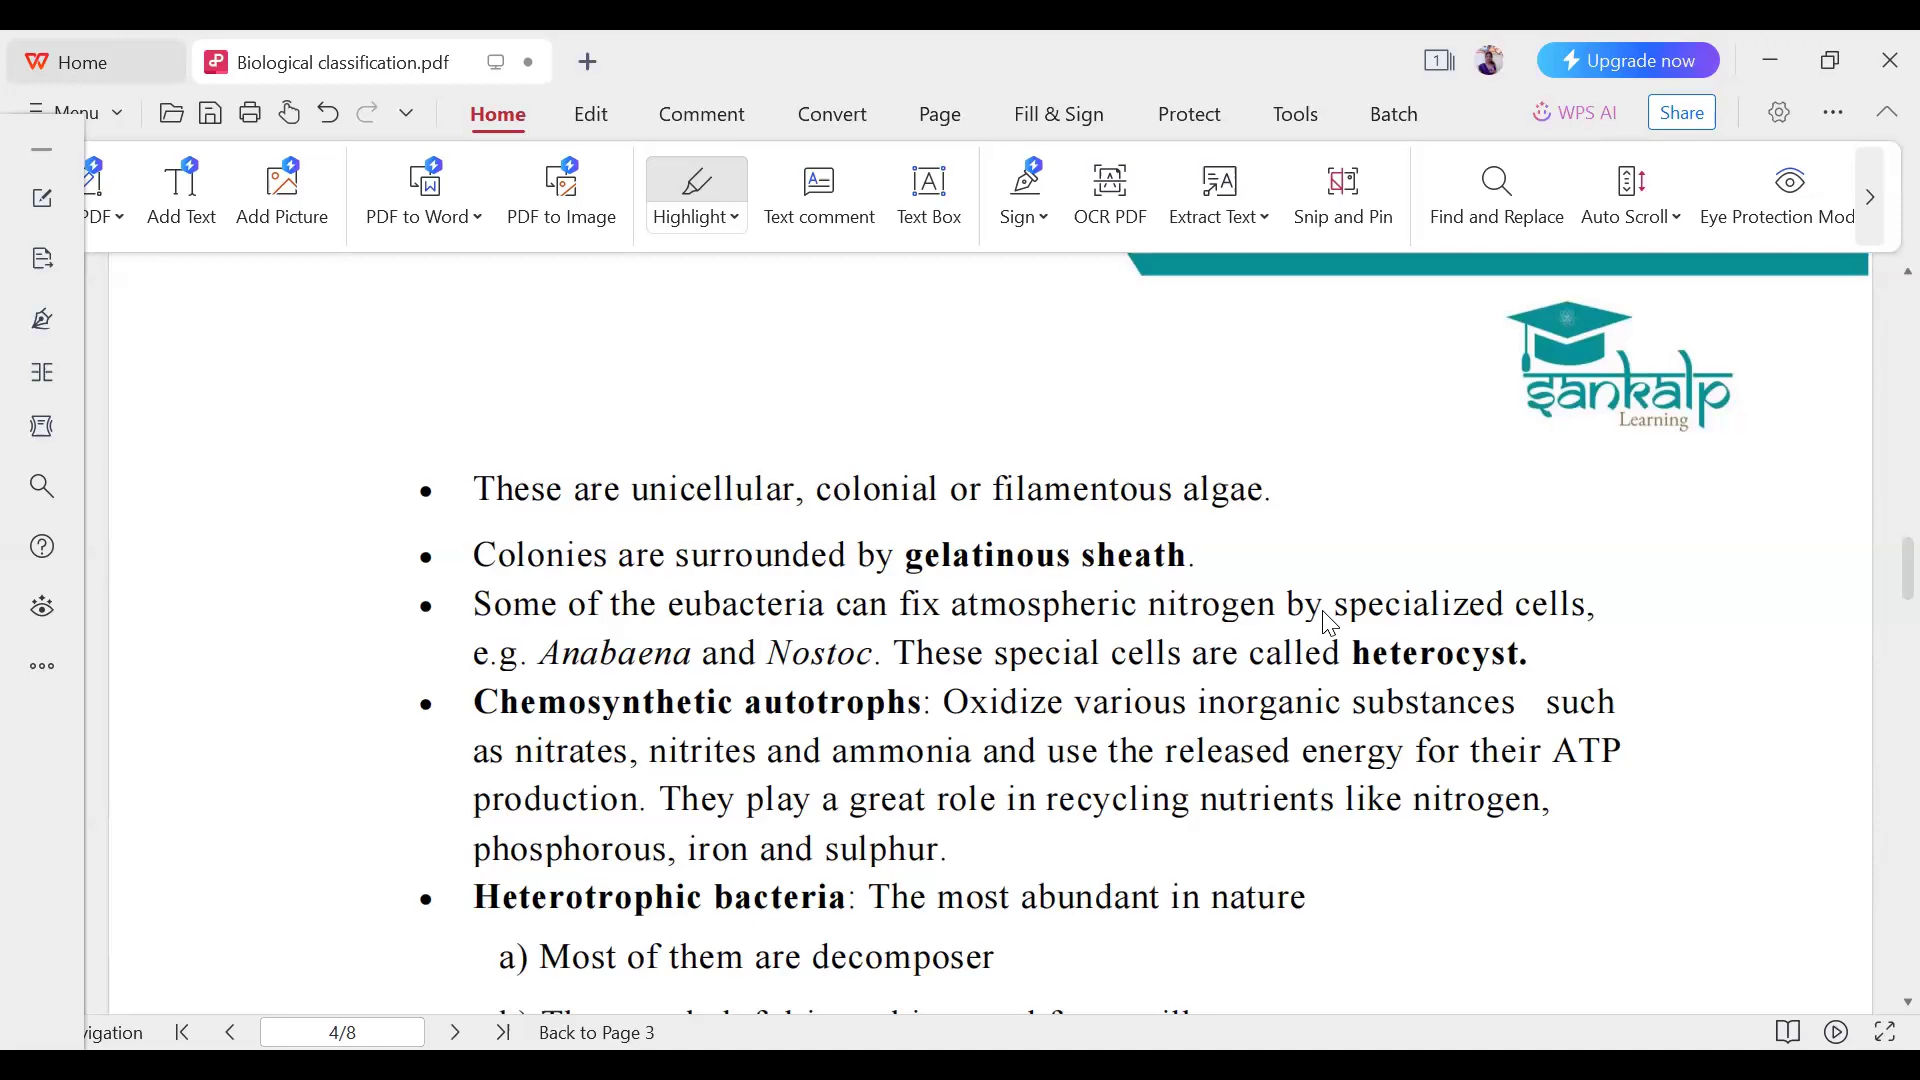 Home
Biological classification.pdf
1
Upgrade now
Menu
Home
Edit
Comment
Convert
Page
Fill & Sign
Protect
Tools
Batch
WPS AI
Share
PDF
Add Text
Add Picture
PDF to Word
PDF to Image
Highlight
Text comment
Text Box
Sign
OCR PDF
Extract Text
Snip and Pin
Find and Replace
Auto Scroll
Eye Protection Mod
sankalp
Learning
• These are unicellular, colonial or filamentous algae.
• Colonies are surrounded by gelatinous sheath.
• Some of the eubacteria can fix atmospheric nitrogen by specialized cells,
e.g. Anabaena and Nostoc. These special cells are called heterocyst.
• Chemosynthetic autotrophs: Oxidize various inorganic substances such
as nitrates, nitrites and ammonia and use the released energy for their ATP
production. They play a great role in recycling nutrients like nitrogen,
phosphorous, iron and sulphur.
• Heterotrophic bacteria: The most abundant in nature
a) Most of them are decomposer
vigation
4/8
Back to Page 3